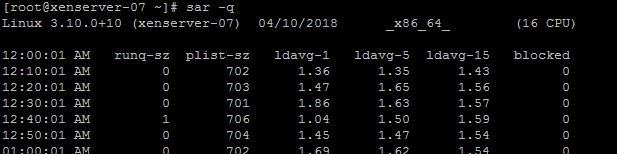 [root@xenserver-07 ~]# sar -q
Linux 3.10.0+10 (xenserver-07) 04/10/2018 _x86_64_ (16 CPU)
12:00:01 AM runq-sz plist-sz ldavg-1 ldavg-5 ldavg-15 blocked
12:10:01 AM 0 702 1.36 1.35 1.43 0
12:20:01 AM 0 703 1.47 1.65 1.56 0
12:30:01 AM 0 701 1.86 1.63 1.57 0
12:40:01 AM 1 706 1.04 1.50 1.59 0
12:50:01 AM 0 704 1.45 1.47 1.54 0
01:00:01 AM 0 702 1.69 1.62 1.54 0